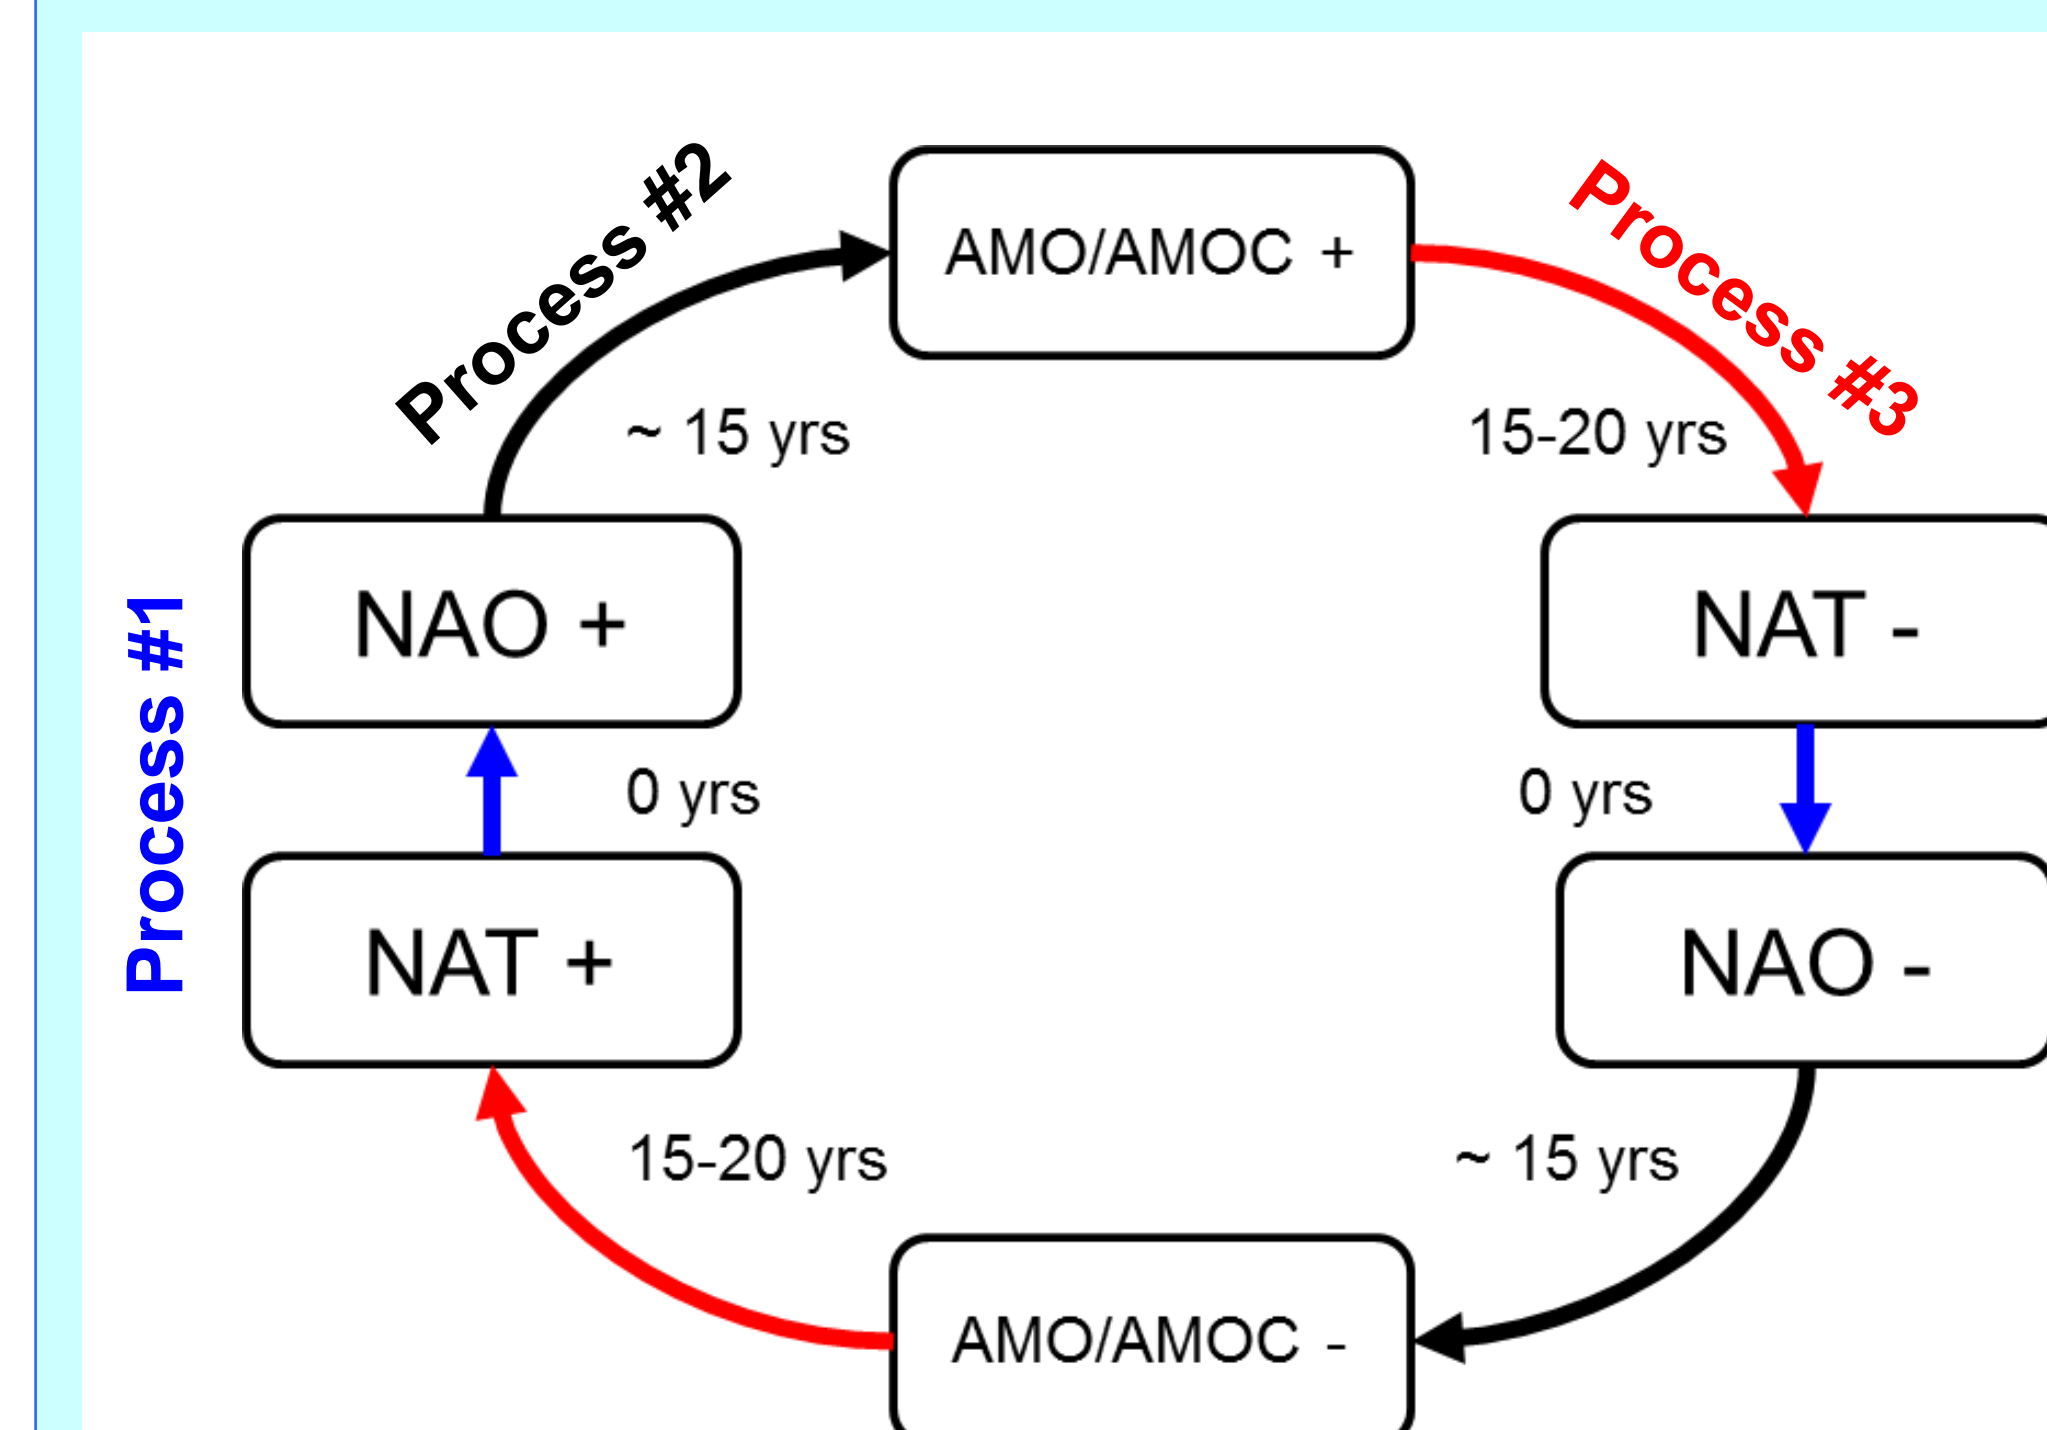 Process #2
AMO/AMOC +
Process #3
~ 15 yrs
15-20 yrs
NAO +
NAT -
Process #1
0 yrs
0 yrs
NAT +
NAO -
15-20 yrs
~ 15 yrs
AMO/AMOC -